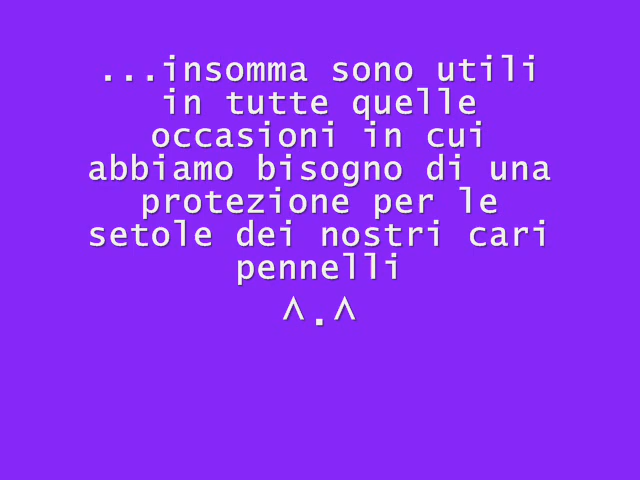 ...insomma sono utili
in tutte quelle
occasioni in cui
abbiamo bisogno di una
protezione per le
setole dei nostri cari
pennelli
^.^